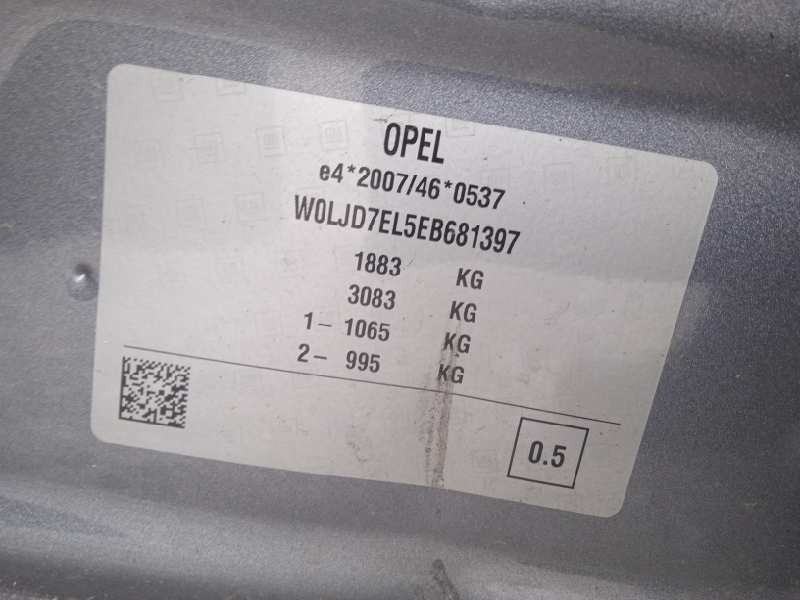 OPEL
e4*2007/46*0537
W0LJD7EL5EB681397
1883 KG
3083 KG
1- 1065 KG
2- 995 KG
0.5